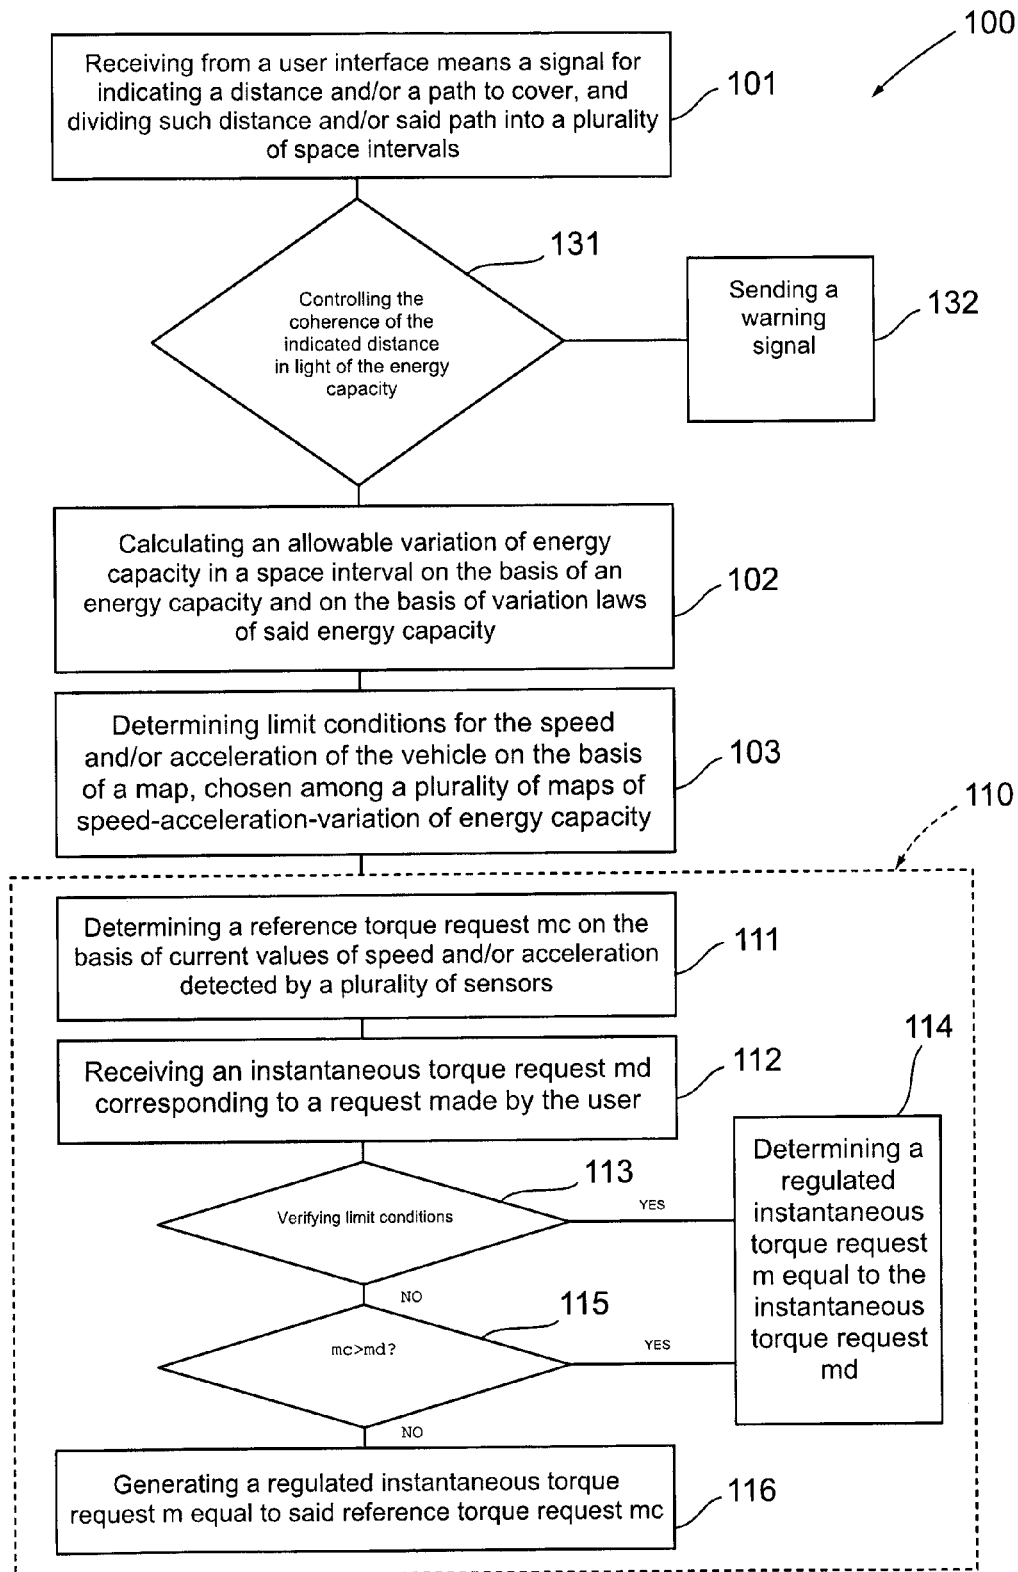 100
Receiving from a user interface means a signal for
indicating a distance and/or a path to cover, and
dividing such distance and/or said path into a plurality
of space intervals
101
131
Controlling the
coherence of the
indicated distance
in light of the energy
capacity
Sending a
warning
signal
132
Calculating an allowable variation of energy
capacity in a space interval on the basis of an
energy capacity and on the basis of variation laws
of said energy capacity
102
Determining limit conditions for the speed
and/or acceleration of the vehicle on the basis
of a map, chosen among a plurality of maps of
speed-acceleration-variation of energy capacity
103
110
Determining a reference torque request mc on the
basis of current values of speed and/or acceleration
detected by a plurality of sensors
111
Receiving an instantaneous torque request md
corresponding to a request made by the user
112
114
113
Verifying limit conditions
YES
NO
Determining a
regulated
instantaneous
torque request
m equal to the
instantaneous
torque request
md
115
mc>md?
YES
NO
Generating a regulated instantaneous torque
request m equal to said reference torque request mc
116